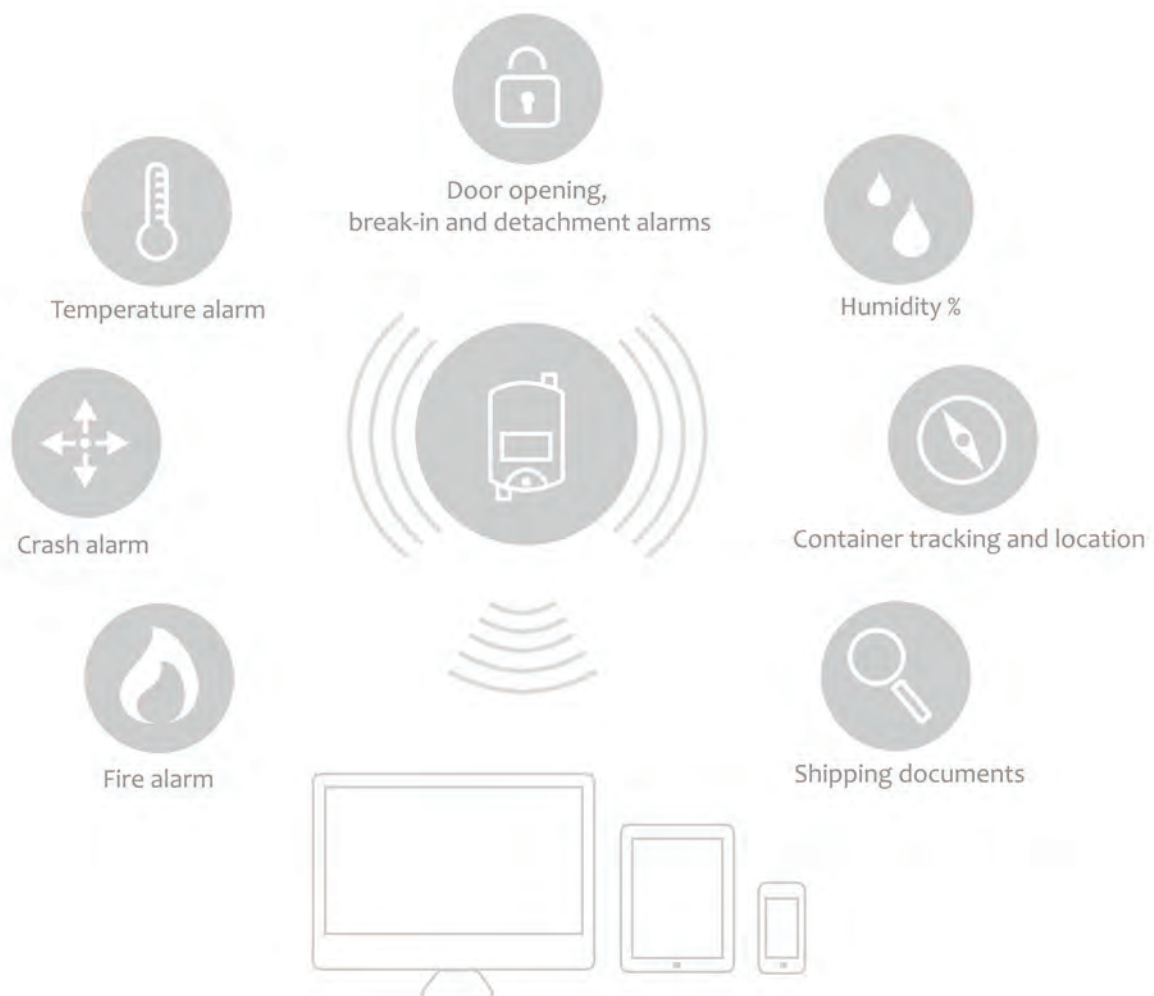 Door opening,
break-in and detachment alarms
Temperature alarm
Humidity %
Crash alarm
Container tracking and location
Fire alarm
Shipping documents